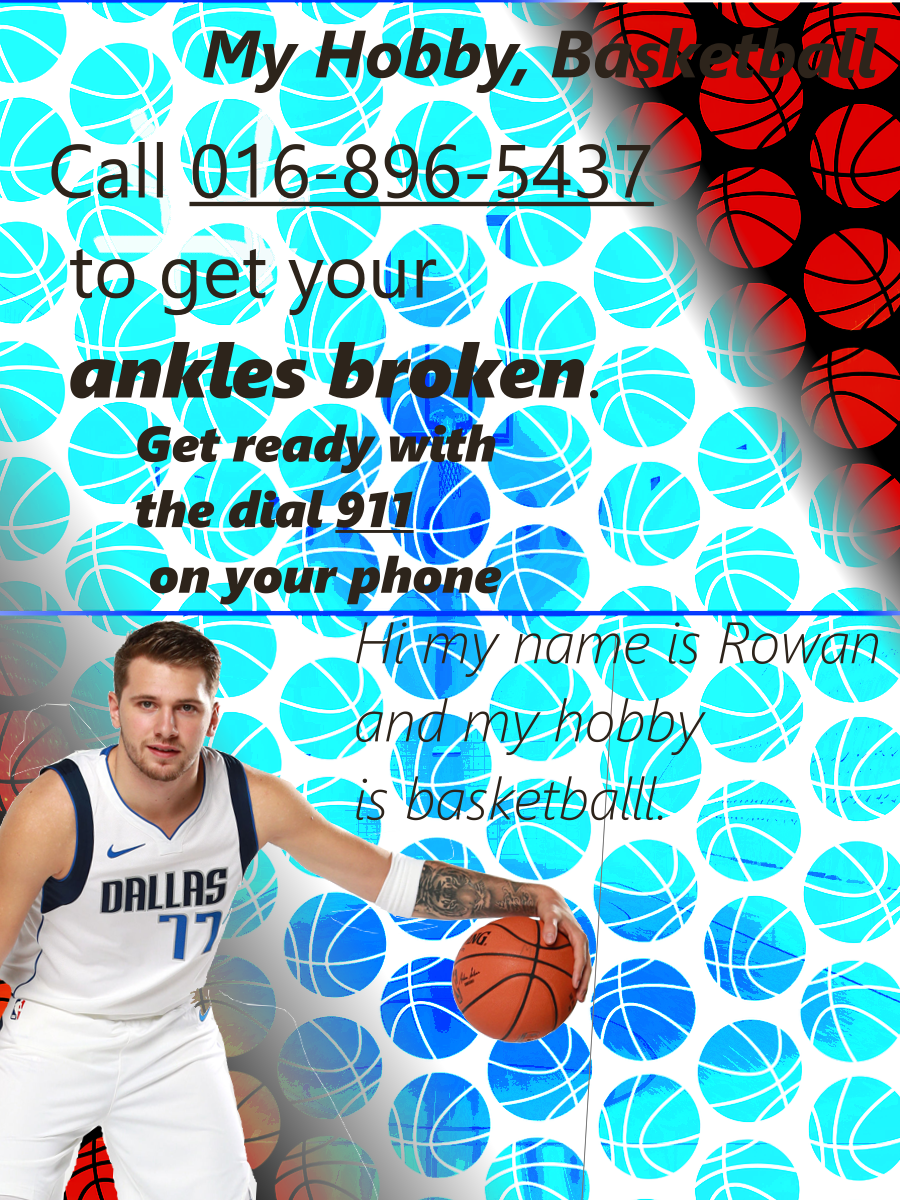 My Hobby, Basketball
Call 016-896-5437
to get your
ankles broken.
Get ready with
the dial 911
on your phone
Hi my name is Rowan
and my hobby
is basketballl.
DALLAS
77
NG.